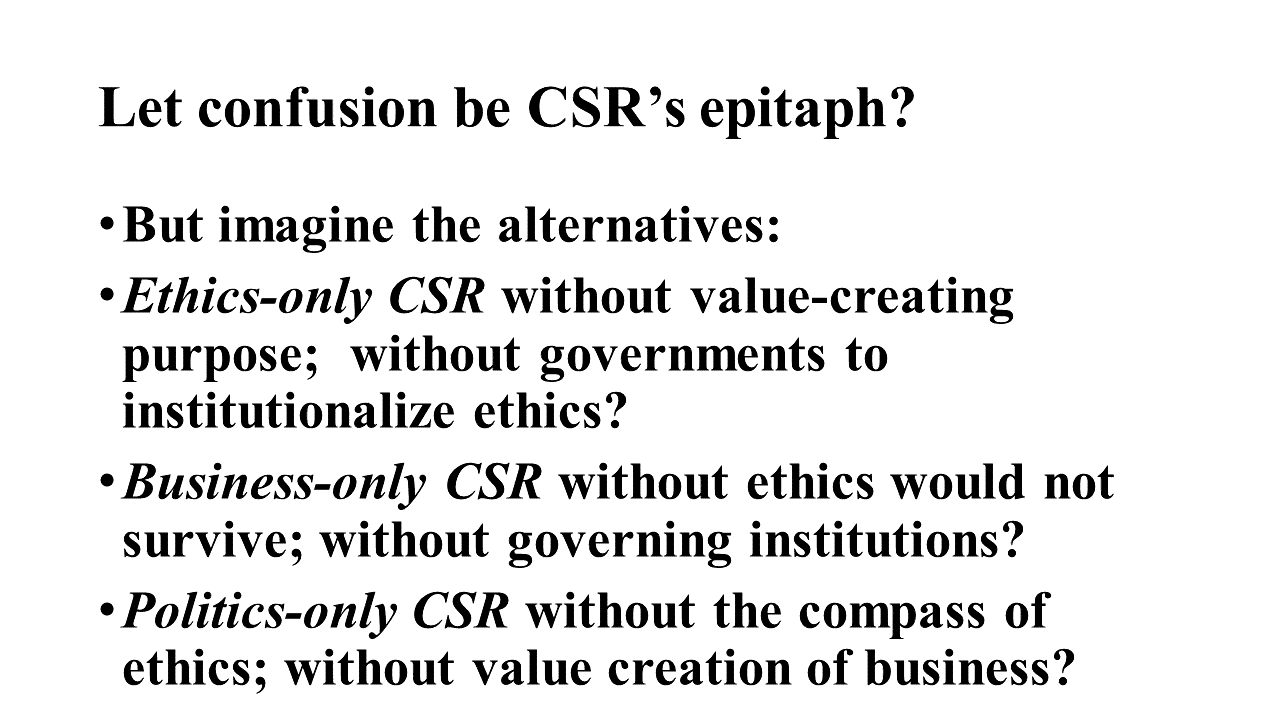 Let confusion be CSR’s epitaph?
•But imagine the alternatives:
•Ethics-only CSR without value-creating
purpose;  without governments to
institutionalize ethics?
•Business-only CSR without ethics would not
survive; without governing institutions?
•Politics-only CSR without the compass of
ethics; without value creation of business?